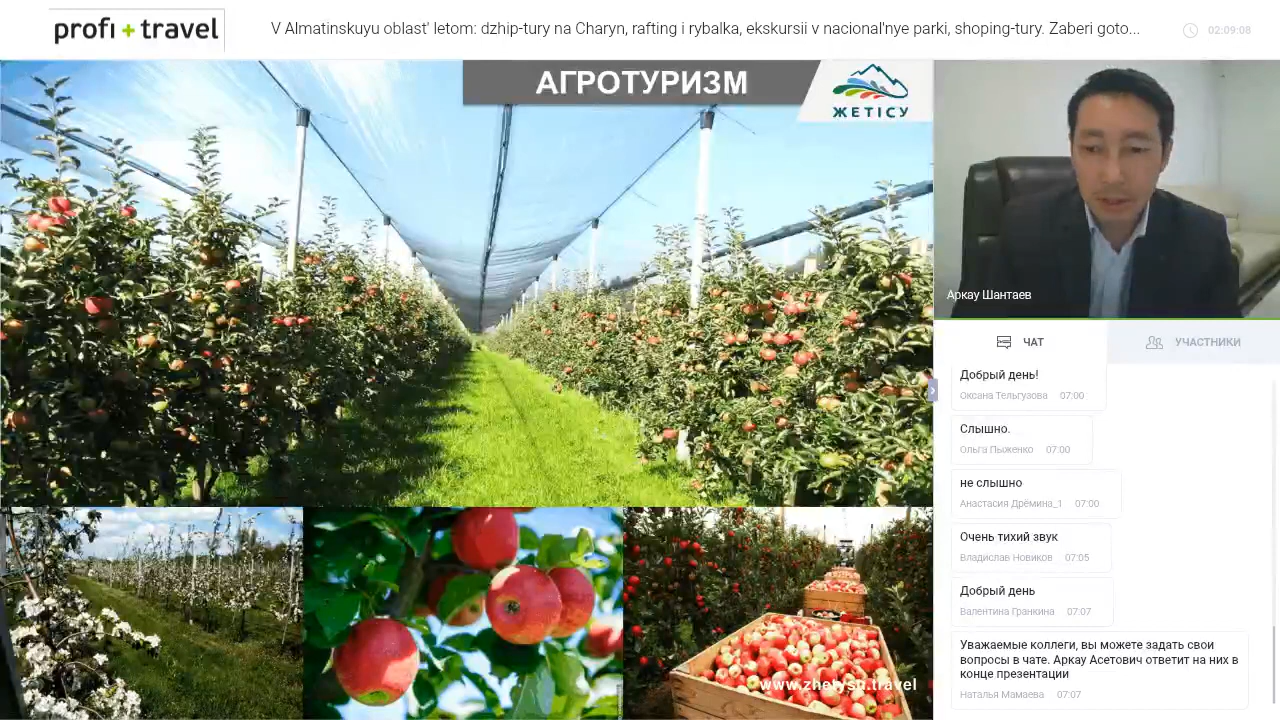 profi + travel
V Almatinskuyu oblast' letom: dzhip-tury na Charyn, rafting i rybalka, ekskursii v nacional'nye parki, shoping-tury. Zaberi goto...
02:09:08
АГРОТУРИЗМ
ЖЕТІСУ
Аркау Шантаев
ЧАТ
УЧАСТНИКИ
Добрый день!
Оксана Тельгузова 07:00
Слышно.
Ольга Пыженко 07:00
не слышно
Анастасия Дрёмина_1 07:00
Очень тихий звук
Владислав Новиков 07:05
Добрый день
Валентина Гранкина 07:07
Уважаемые коллеги, вы можете задать свои
вопросы в чате. Аркау Асетович ответит на них в
конце презентации
Наталья Мамаева 07:07
www.zhetysu.travel